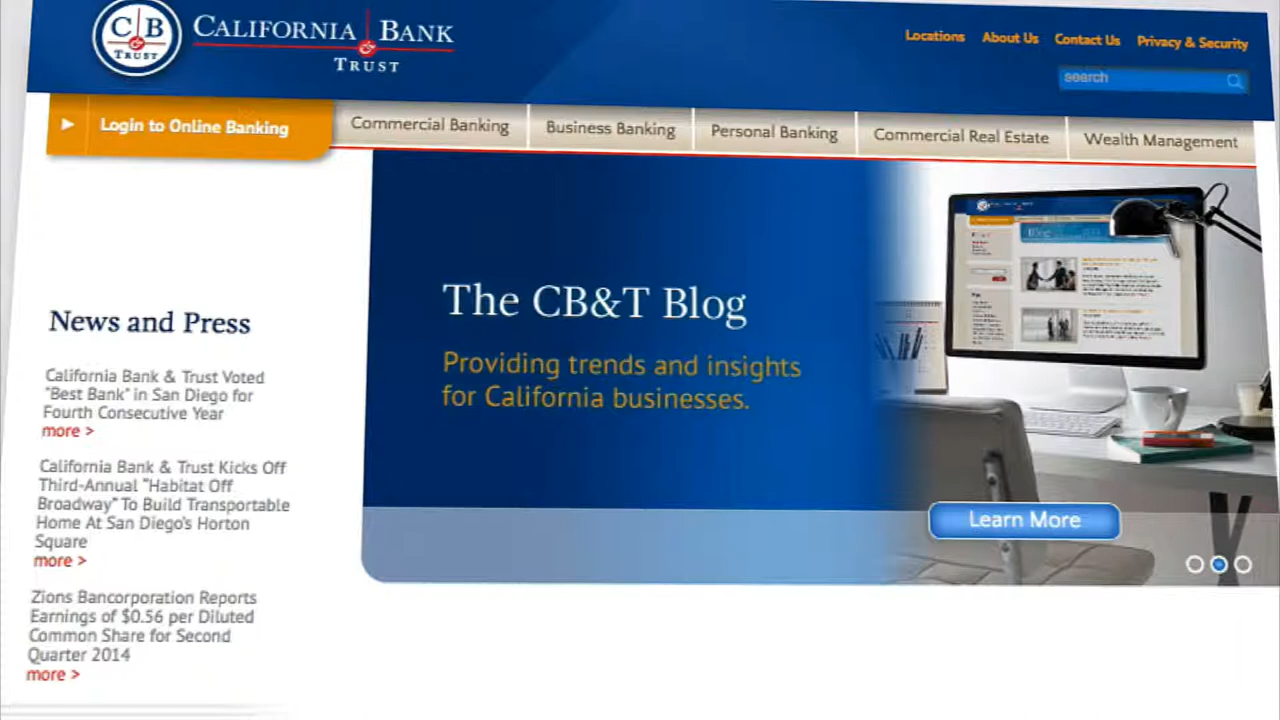 CB
& TRUST
CALIFORNIA BANK
& TRUST
Locations About Us Contact Us Privacy & Security
search
Login to Online Banking Commercial Banking Business Banking Personal Banking Commercial Real Estate Wealth Management
The CB&T Blog
Providing trends and insights
for California businesses.
Learn More
News and Press
California Bank & Trust Voted
"Best Bank" in San Diego for
Fourth Consecutive Year
more >
California Bank & Trust Kicks Off
Third-Annual "Habitat Off
Broadway" To Build Transportable
Home At San Diego's Horton
Square
more >
Zions Bancorporation Reports
Earnings of $0.56 per Diluted
Common Share for Second
Quarter 2014
more >
Blog